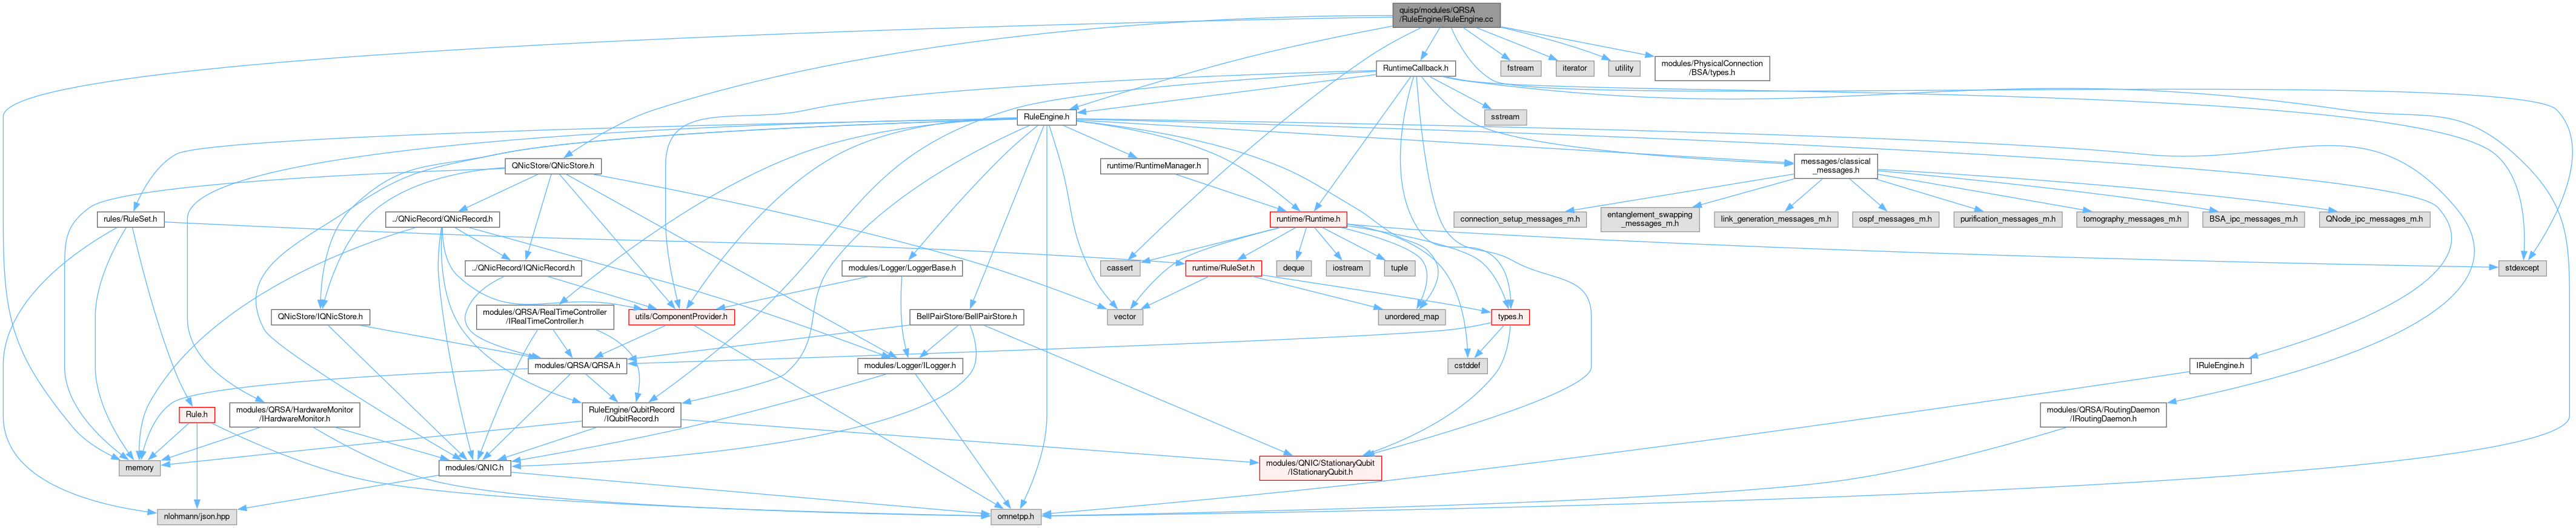 quisp/modules/QRSA
/RuleEngine/RuleEngine.cc
RuntimeCallback.h
fstream
iterator
utility
modules/PhysicalConnection
/BSA/types.h
RuleEngine.h
sstream
QNicStore/QNicStore.h
runtime/RuntimeManager.h
messages/classical
_messages.h
rules/RuleSet.h
./QNicRecord/QNicRecord.h
runtime/Runtime.h
connection_setup_messages_m.h
entanglement_swapping
_messages_m.h
link_generation_messages_m.h
ospf_messages_m.h
purification_messages_m.h
tomography_messages_m.h
BSA_ipc_messages_m.h
QNode_ipc_messages_m.h
./QNicRecord/IQNicRecord.h
modules/Logger/LoggerBase.h
cassert
runtime/RuleSet.h
deque
iostream
tuple
stdexcept
QNicStore/IQNicStore.h
modules/QRSA/RealTimeController
/IRealTimeController.h
utils/ComponentProvider.h
BellPairStore/BellPairStore.h
vector
unordered_map
types.h
modules/QRSA/QRSA.h
modules/Logger/ILogger.h
cstddef
IRuleEngine.h
Rule.h
modules/QRSA/HardwareMonitor
/IHardwareMonitor.h
RuleEngine/QubitRecord
/IQubitRecord.h
modules/QRSA/RoutingDaemon
/IRoutingDaemon.h
memory
modules/QNIC.h
modules/QNIC/StationaryQubit
/IStationaryQubit.h
nlohmann/json.hpp
omnetpp.h